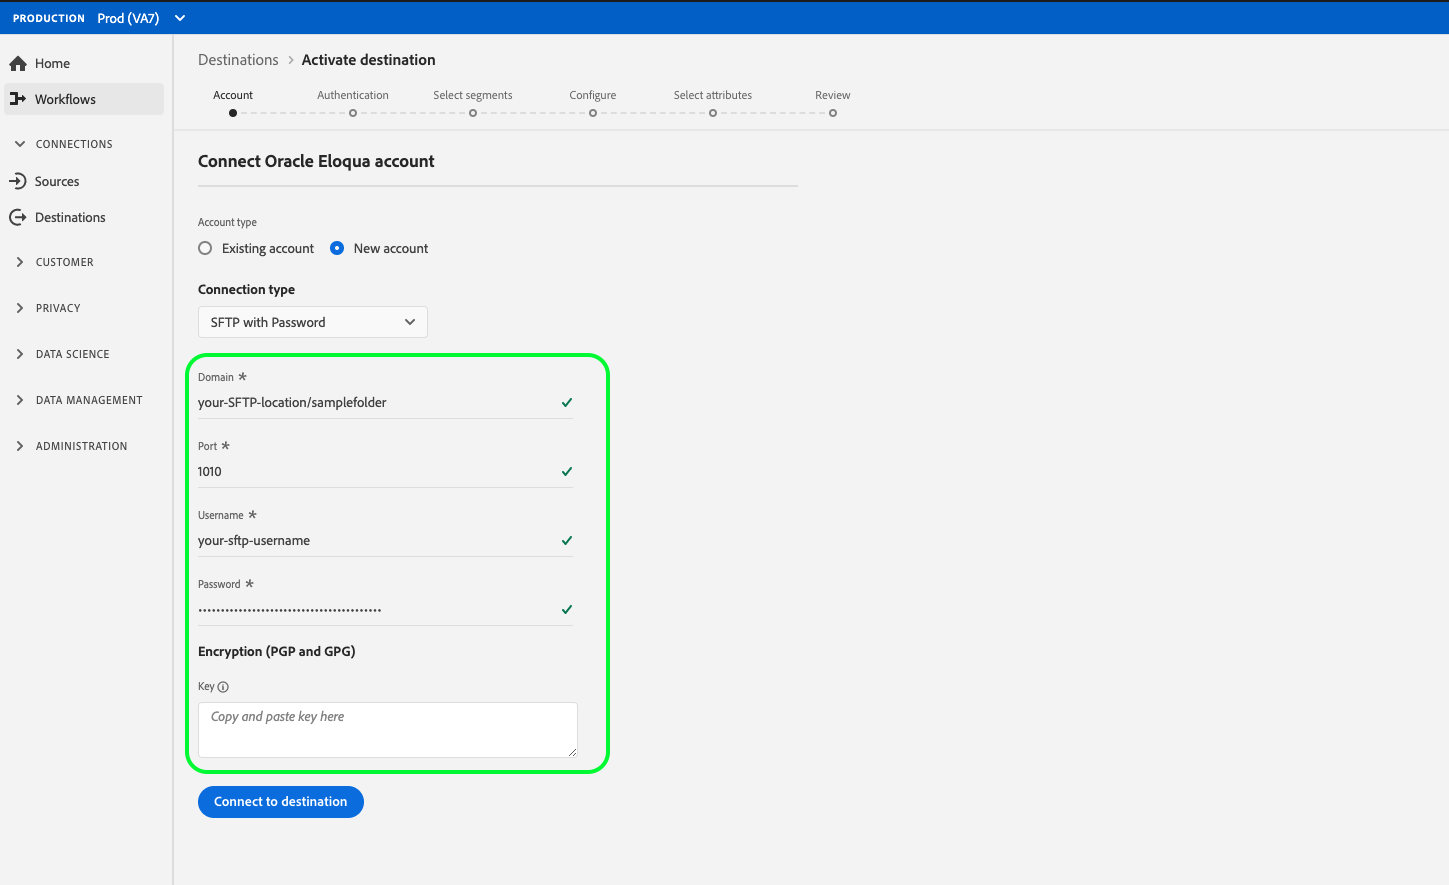 PRODUCTION Prod (VA7)
Home
Workflows
CONNECTIONS
Sources
Destinations
CUSTOMER
PRIVACY
DATA SCIENCE
DATA MANAGEMENT
ADMINISTRATION
Destinations > Activate destination
Account Authentication Select segments Configure Select attributes Review
Connect Oracle Eloqua account
Account type
Existing account New account
Connection type
SFTP with Password
Domain *
your-SFTP-location/samplefolder
Port *
1010
Username *
your-sftp-username
Password *
Encryption (PGP and GPG)
Key
Copy and paste key here
Connect to destination